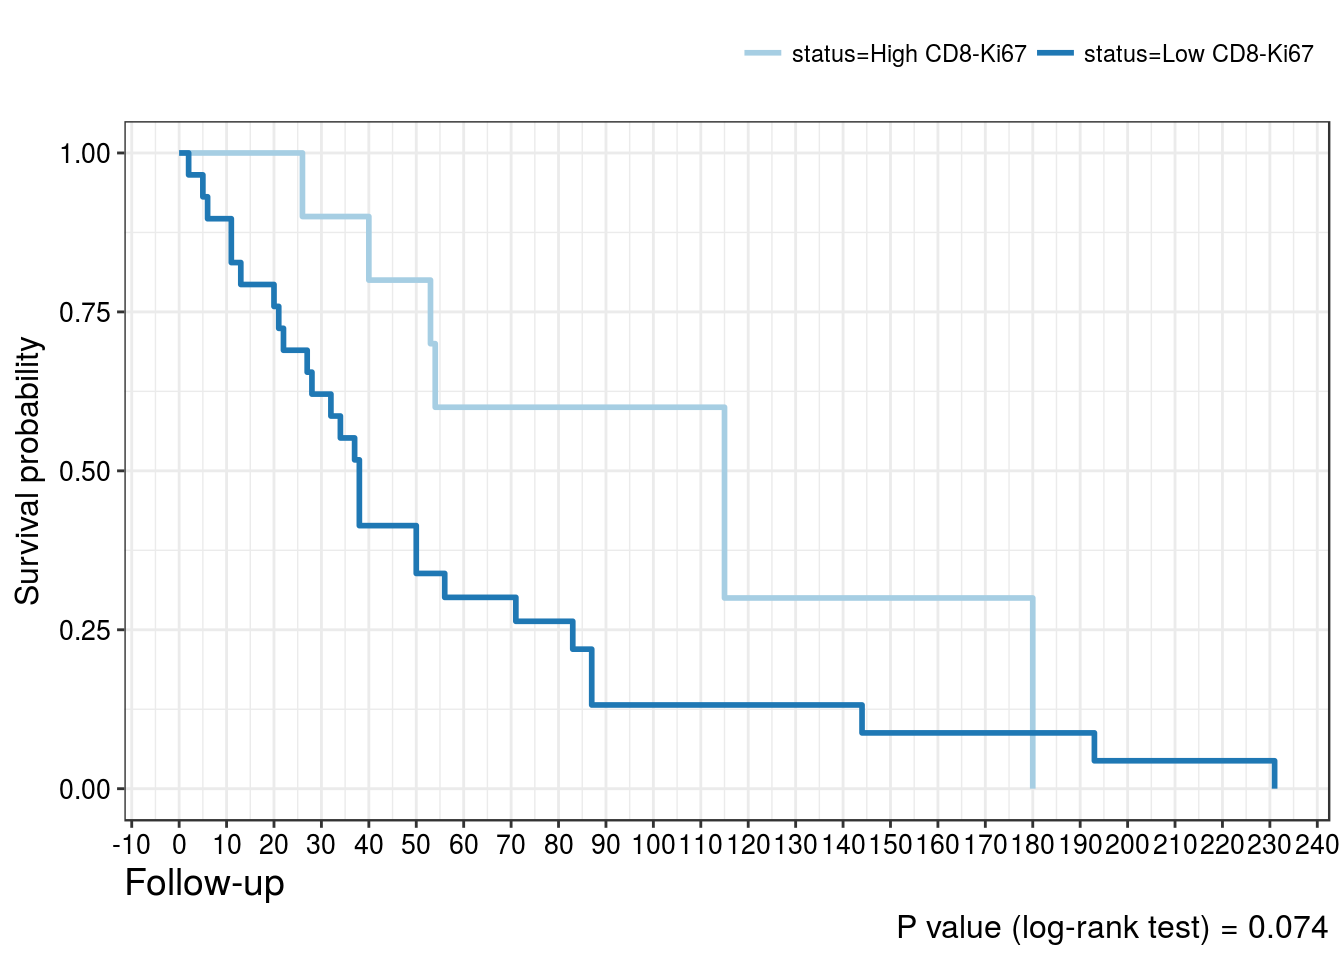 status=High CD8-Ki67 status=Low CD8-Ki67
Survival probability
1.00
0.75
0.50
0.25
0.00
-10 0 10 20 30 40 50 60 70 80 90 100 110 120 130 140 150 160 170 180 190 200 210 220 230 240
Follow-up
P value (log-rank test) = 0.074